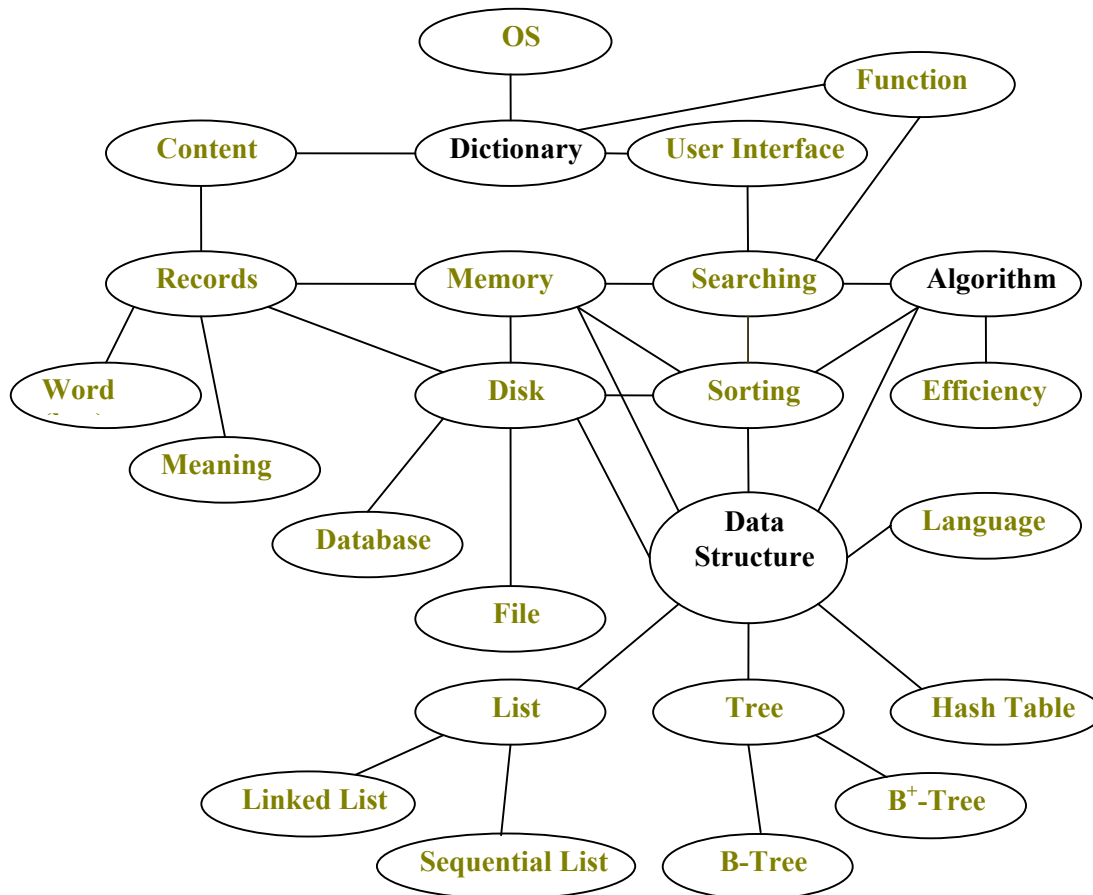 OS
Function
Content
Dictionary
User Interface
Records
Memory
Searching
Algorithm
Word
Disk
Sorting
Efficiency
Meaning
Database
Data
Structure
Language
File
List
Tree
Hash Table
Linked List
B+-Tree
Sequential List
B-Tree